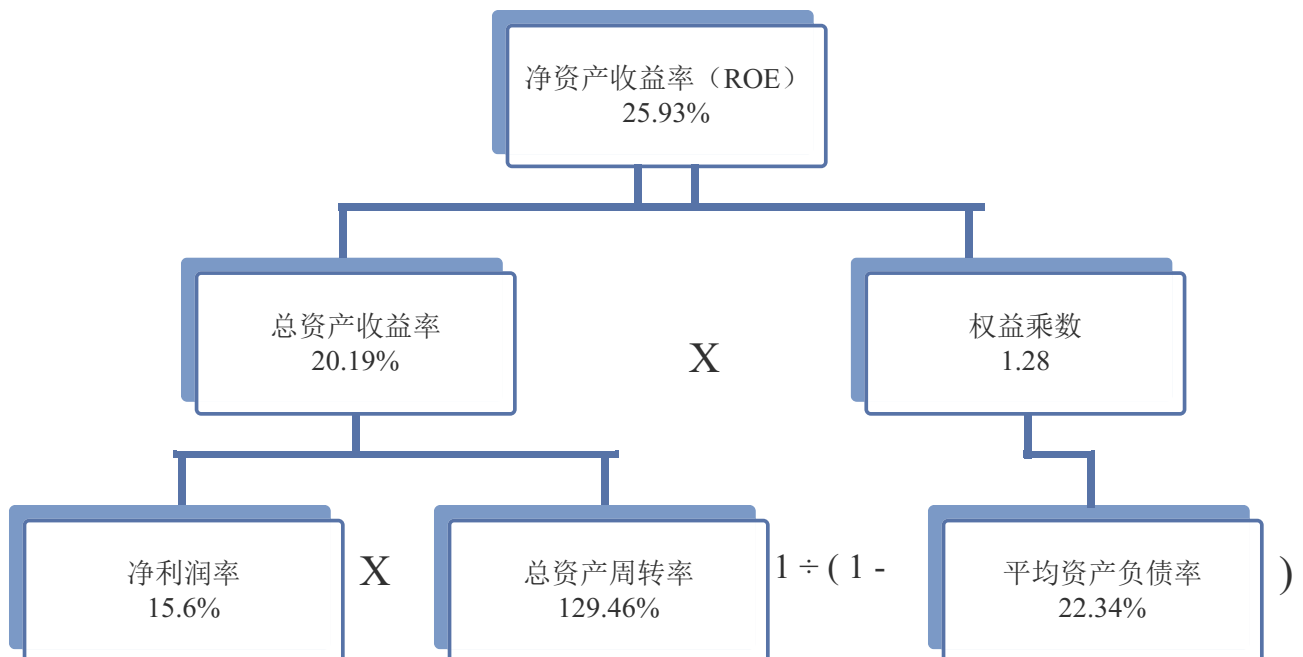 净资产收益率（ROE）
25.93%
总资产收益率
20.19%
X
权益乘数
1.28
净利润率
15.6%
X
总资产周转率
129.46%
1 ÷ ( 1 -
平均资产负债率
22.34%
)